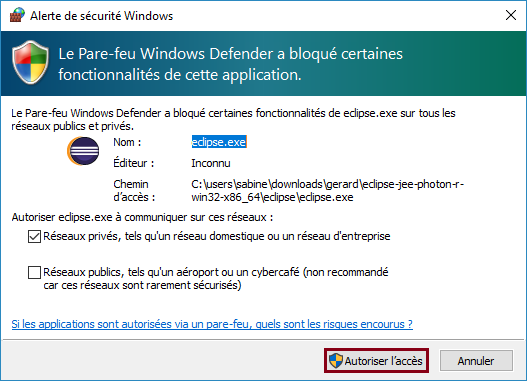 Alerte de sécurité Windows
Le Pare-feu Windows Defender a bloqué certaines
fonctionnalités de cette application.
Le Pare-feu Windows Defender a bloqué certaines fonctionnalités de eclipse.exe sur tous les
réseaux publics et privés.
Nom : eclipse.exe
Éditeur : Inconnu
Chemin C:\users\sabine\downloads\gerard\eclipse-jee-photon-r-
d'accès : win32-x86_64\eclipse\eclipse.exe
Autoriser eclipse.exe à communiquer sur ces réseaux :
Réseaux privés, tels qu'un réseau domestique ou un réseau d'entreprise
Réseaux publics, tels qu'un aéroport ou un cybercafé (non recommandé
car ces réseaux sont rarement sécurisés)
Si les applications sont autorisées via un pare-feu, quels sont les risques encourus ?
Autoriser l'accès Annuler